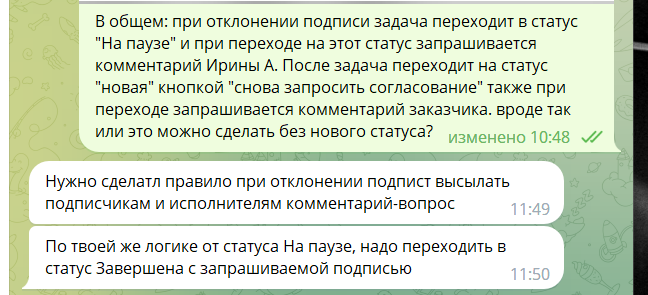 В общем: при отклонении подписи задача переходит в статус
"На паузе" и при переходе на этот статус запрашивается
комментарий Ирины А. После задача переходит на статус
"новая" кнопкой "снова запросить согласование" также при
переходе запрашивается комментарий заказчика. вроде так
или это можно сделать без нового статуса?
изменено 10:48
Нужно сделатл правило при отклонении подпист высылать
подписчикам и исполнителям комментарий-вопрос
11:49
По твоей же логике от статуса На паузе, надо переходить в
статус Завершена с запрашиваемой подписью
11:50